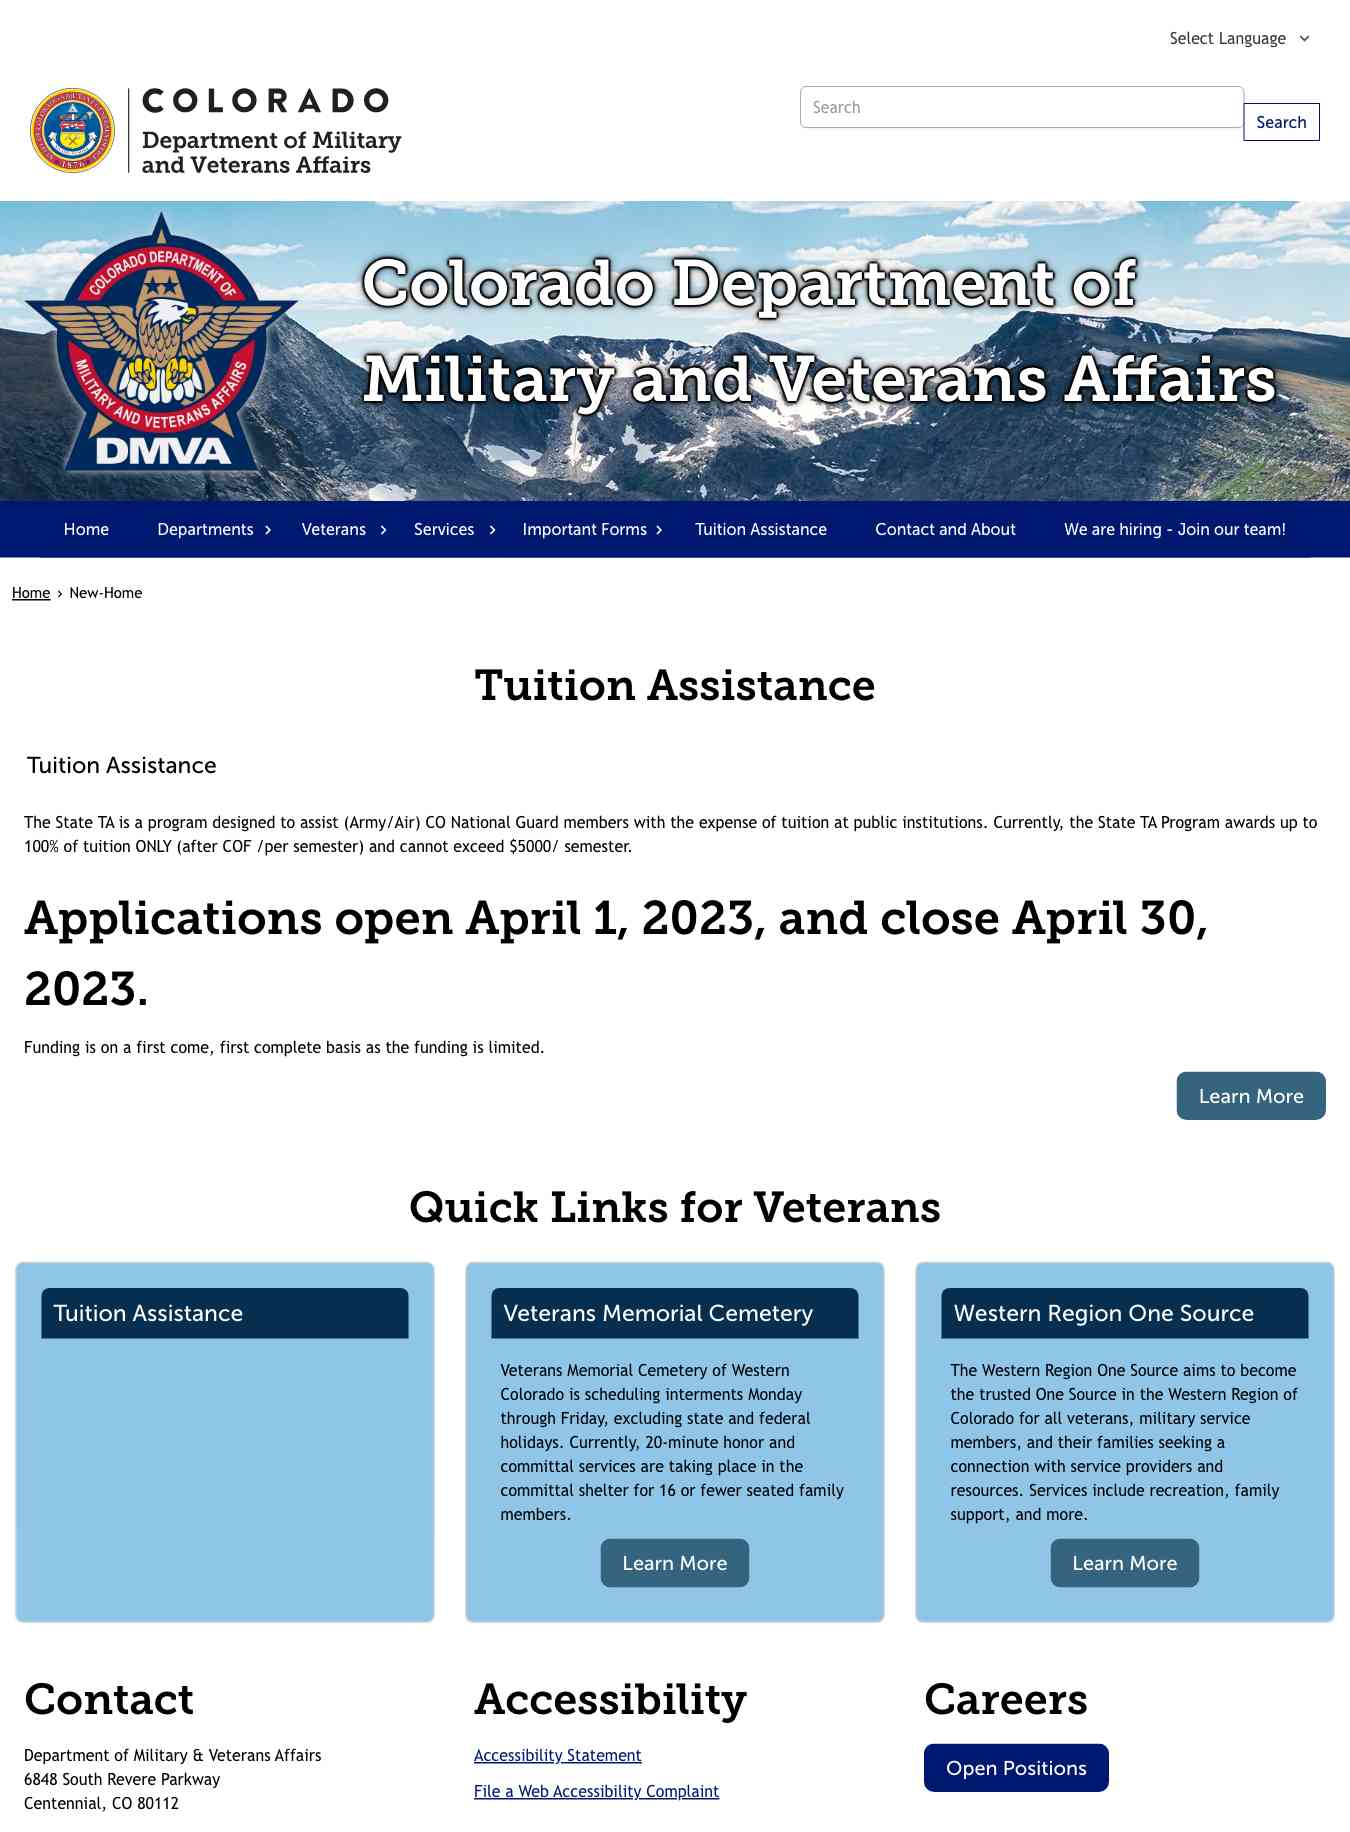 Select Language
COLORADO
Department of Military
and Veterans Affairs
1876
Search
Search
COLORADO DEPARTMENT OF
MILITARY AND VETERANS AFFAIRS
DMVA
Colorado Department of
Military and Veterans Affairs
Home Departments Veterans Services Important Forms Tuition Assistance Contact and About We are hiring - Join our team!
Home › New-Home
Tuition Assistance
Tuition Assistance
The State TA is a program designed to assist (Army/Air) CO National Guard members with the expense of tuition at public institutions. Currently, the State TA Program awards up to
100% of tuition ONLY (after COF /per semester) and cannot exceed $5000/ semester.
Applications open April 1, 2023, and close April 30,
2023.
Funding is on a first come, first complete basis as the funding is limited.
Learn More
Quick Links for Veterans
Tuition Assistance
Veterans Memorial Cemetery
Veterans Memorial Cemetery of Western
Colorado is scheduling interments Monday
through Friday, excluding state and federal
holidays. Currently, 20-minute honor and
committal services are taking place in the
committal shelter for 16 or fewer seated family
members.
Learn More
Western Region One Source
The Western Region One Source aims to become
the trusted One Source in the Western Region of
Colorado for all veterans, military service
members, and their families seeking a
connection with service providers and
resources. Services include recreation, family
support, and more.
Learn More
Contact
Department of Military & Veterans Affairs
6848 South Revere Parkway
Centennial, CO 80112
Accessibility
Accessibility Statement
File a Web Accessibility Complaint
Careers
Open Positions